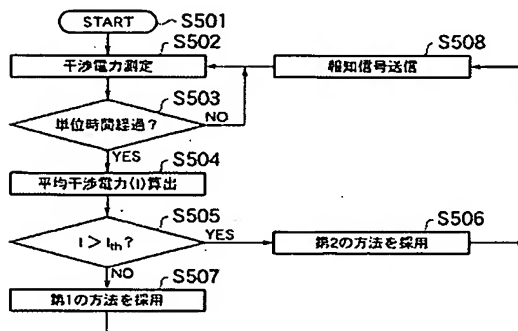 START
S501
S502
干渉電力測定
S503
単位時間経過?
NO
YES
S504
平均干渉電力(I)算出
S505
I > Ith?
YES
NO
S506
第2の方法を採用
S507
第1の方法を採用
S508
報知信号送信